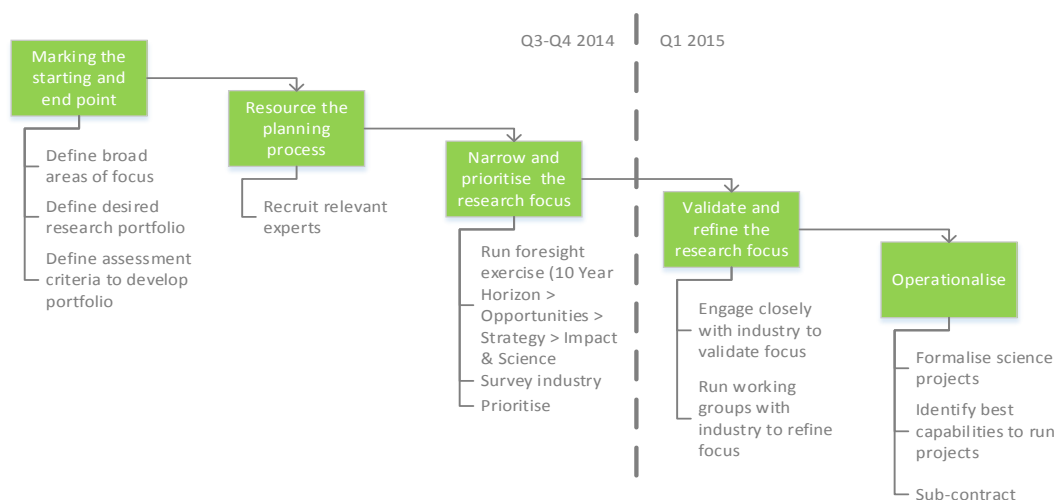 Q3-Q4 2014
Q1 2015
Marking the
starting and
end point
Define broad
areas of focus
Define desired
research portfolio
Define assessment
criteria to develop
portfolio
Resource the
planning
process
Recruit relevant
experts
Narrow and
prioritise the
research focus
Run foresight
exercise (10 Year
Horizon >
Opportunities >
Strategy > Impact
& Science
Survey industry
Prioritise
Validate and
refine the
research focus
Engage closely
with industry to
validate focus
Run working
groups with
industry to refine
focus
Operationalise
Formalise science
projects
Identify best
capabilities to run
projects
Sub-contract